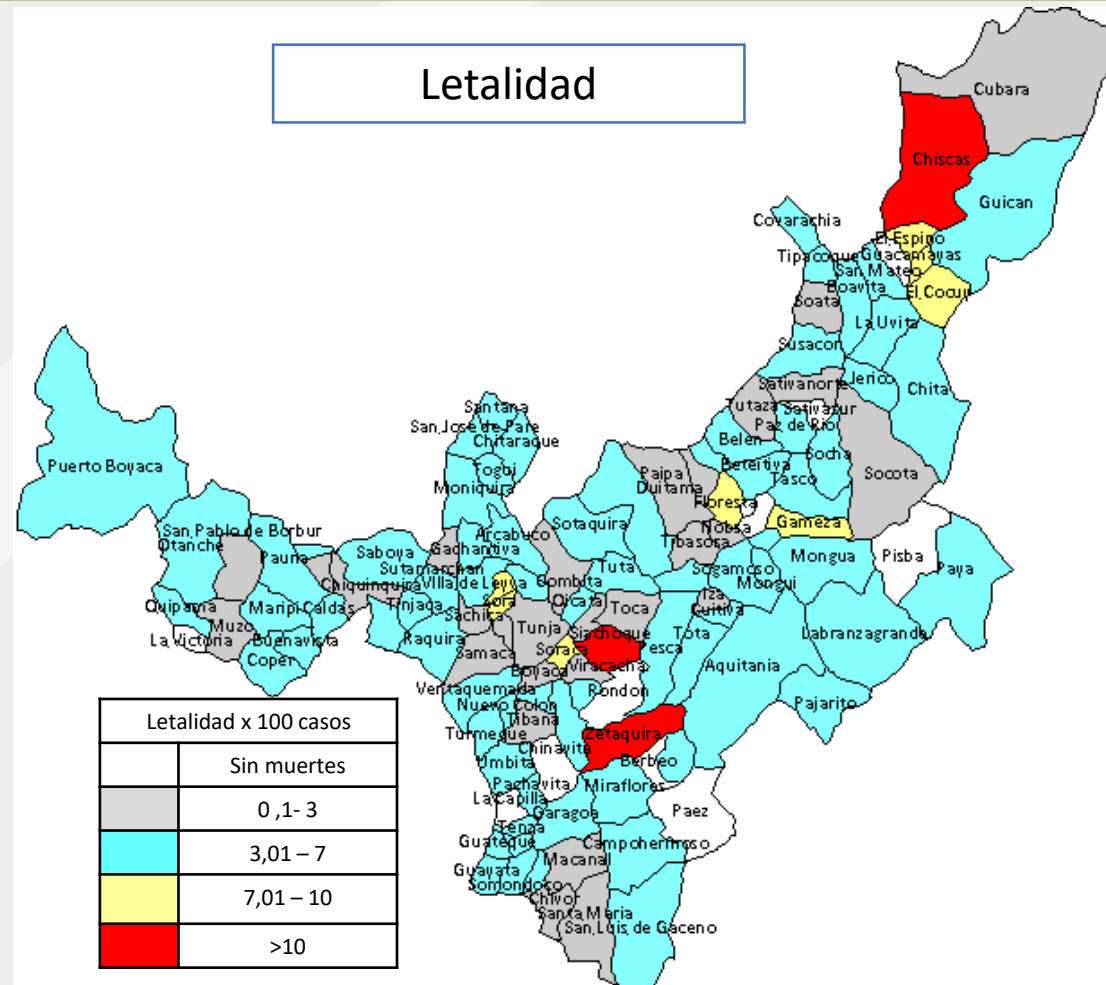 Letalidad
Cubara
Chiscas
Guican
Covarachia
El Espino
Tipacoque
Guacamayas
San Mateo
Boavita
El Cocuy
Soata
La Uvita
Susacon
Sativanorte
Jerico
Chita
Tutaza
Sativasur
Paz de Rio
Santana
San Jose de Pare
Chitaraque
Belen
Socha
Togui
Moniquira
Puerto Boyaca
Paipa
Duitama
Beteitiva
Tasco
Socota
Floresta
San Pablo de Borbur
Otanche
Pauna
Saboya
Arcabuco
Gachantiva
Sotaquira
Nobsa
Gameza
Tibasosa
Mongua
Pisba
Paya
Sutamarchan
Chiquinquira
Villa de Leyva
Combita
Tuta
Sogamoso
Mongui
Quipama
Maripi
Caldas
Tinjaca
Sora
Oicata
Toca
Iza
Cuitiva
Sachica
Muzo
La Victoria
Buenavista
Raquira
Tunja
Siachoque
Tota
Labranzagrande
Coper
Samaca
Soraca
Pesca
Aquitania
Boyaca
Viracacha
Ventaquemada
Rondon
Nuevo Colon
Pajarito
Tibana
Turmeque
Zetaquira
Chinavita
Umbita
Berbeo
Pachavita
Miraflores
La Capilla
Garagoa
Paez
Tenza
Guateque
Campohermoso
Macanal
Guayata
Somondoco
Chivor
Santa Maria
San Luis de Gaceno
Letalidad x 100 casos
Sin muertes
0 ,1- 3
3,01 – 7
7,01 – 10
>10